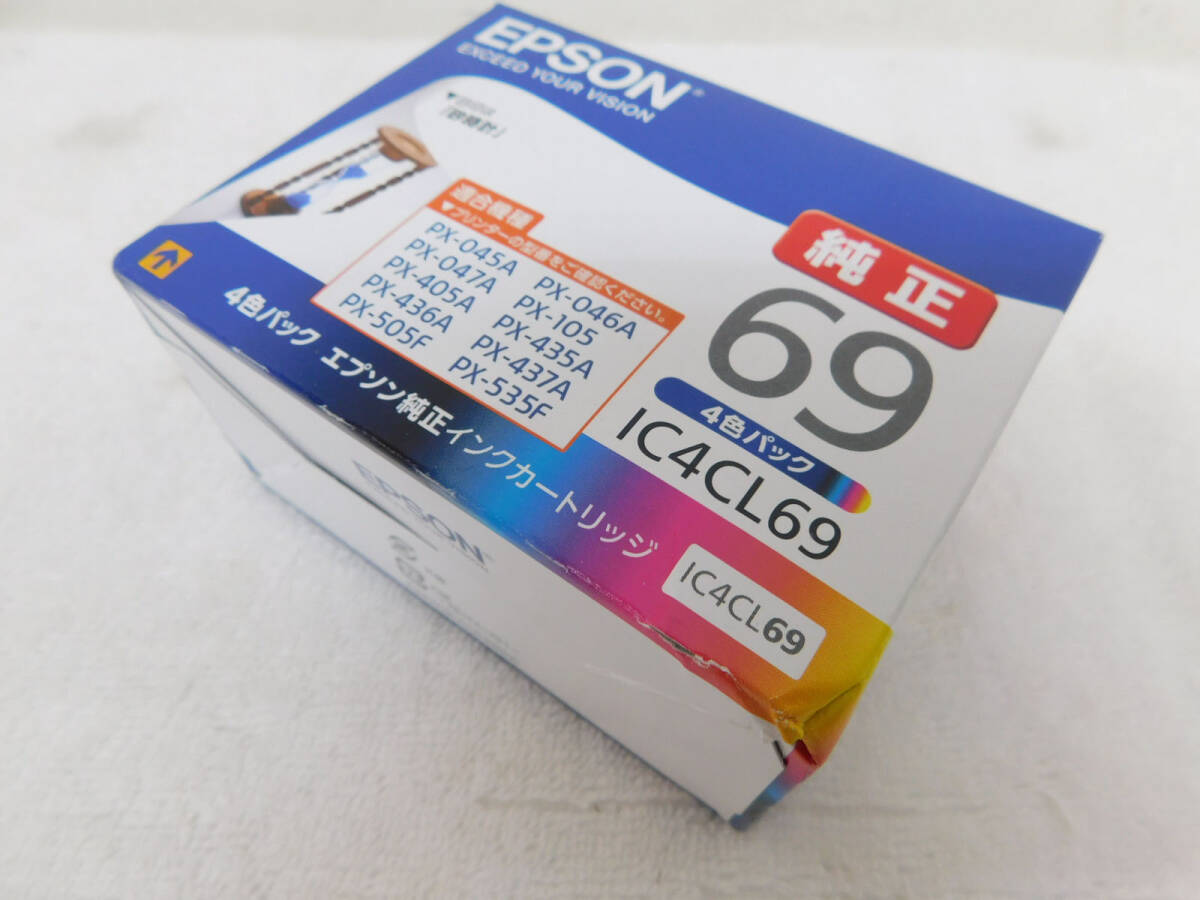 EPSON®
EXCEED YOUR VISION
「砂時計」
適合機種
▼プリンターの型番をご確認ください。
PX-045A PX-046A
PX-047A PX-105
PX-405A PX-435A
PX-436A PX-437A
PX-505F PX-535F
純正
69
4色パック
IC4CL69
4色パック エプソン純正インクカートリッジ
IC4CL69
EPSON